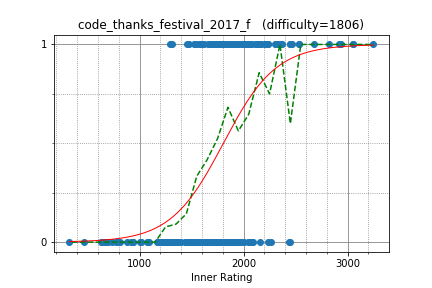 code_thanks_festival_2017_f (difficulty=1806)
1
0
1000 2000 3000
Inner Rating